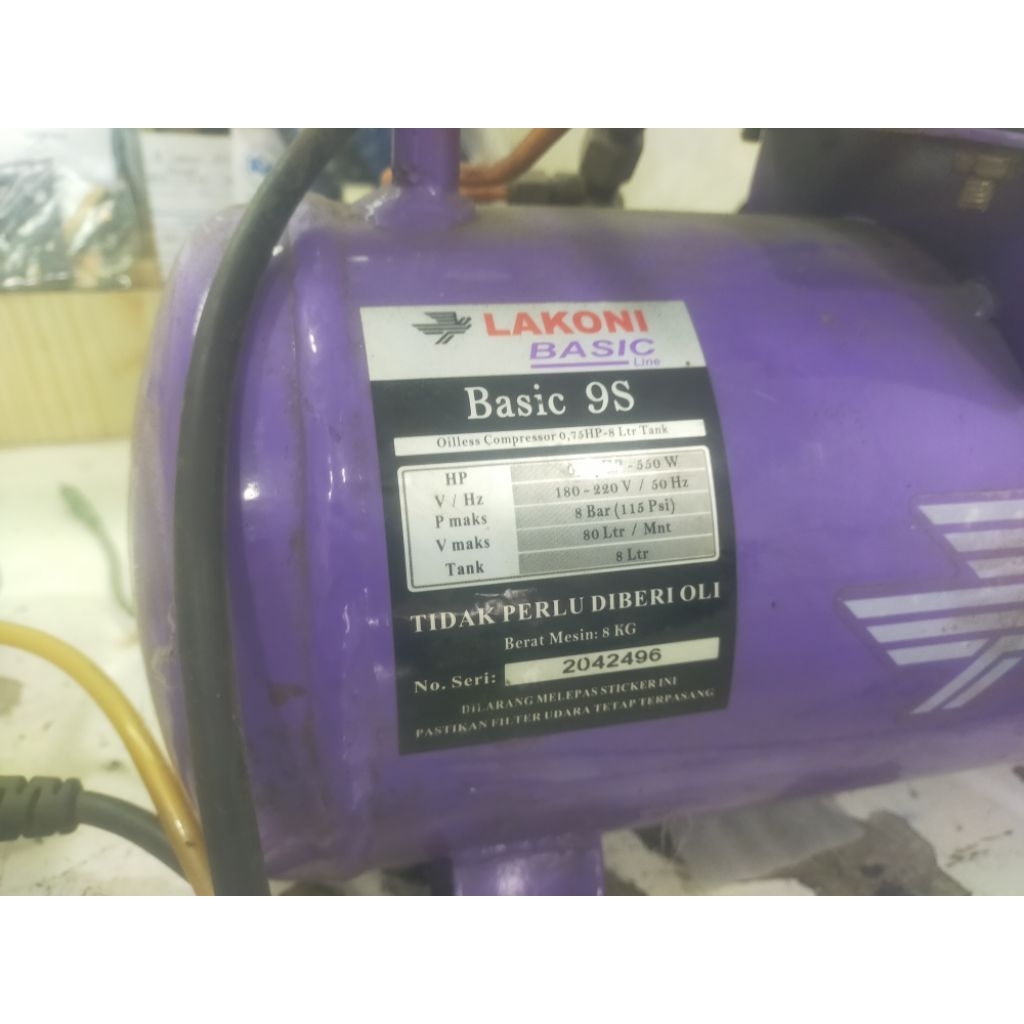 LAKONI
BASIC
Line
Basic 9S
Oilless Compressor 0,75HP-8 Ltr Tank
HP - 550 W
V / Hz 180 - 220 V / 50 Hz
P maks 8 Bar (115 Psi)
V maks 80 Ltr / Mnt
Tank 8 Ltr
TIDAK PERLU DIBERI OLI
Berat Mesin: 8 KG
No. Seri: 2042496
DILARANG MELEPAS STICKER INI
PASTIKAN FILTER UDARA TETAP TERPASANG